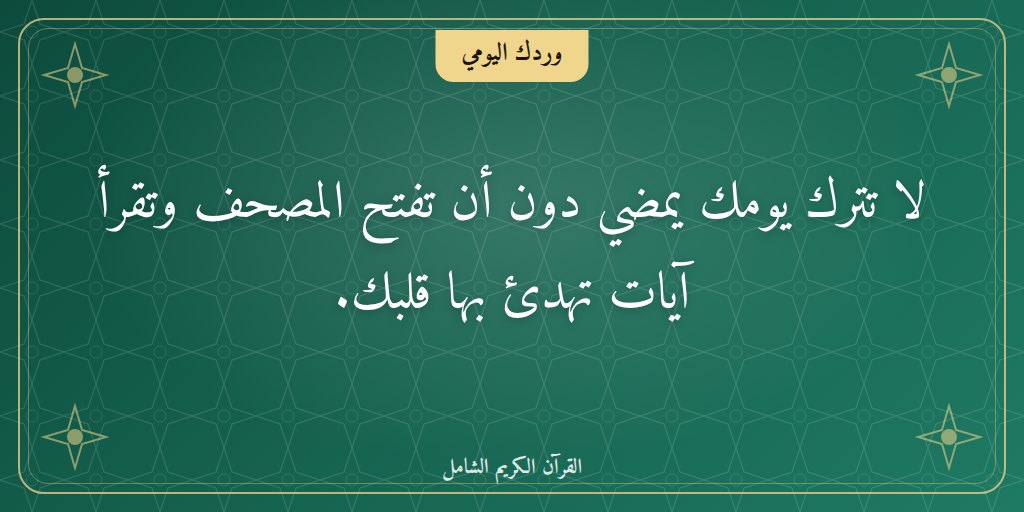 وردك اليومي
لا تترك يومك يمضي دون أن تفتح المصحف وتقرأ
آيات تهدئ بها قلبك.
القرآن الكريم الشامل